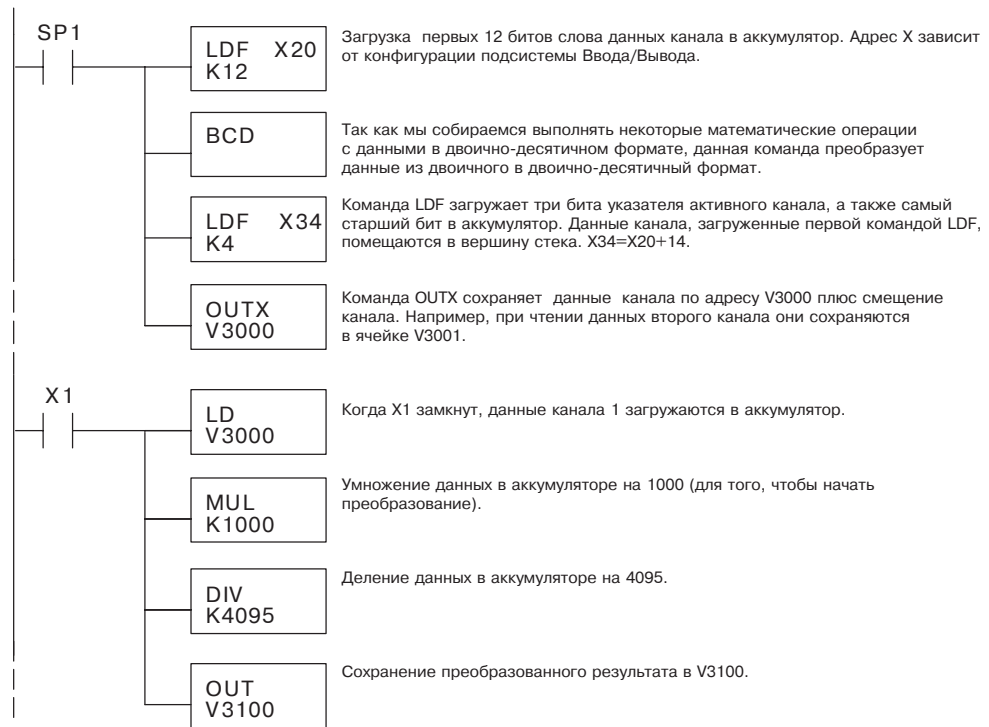 SP1
LDF X20
K12
Загрузка первых 12 битов слова данных канала в аккумулятор. Адрес X зависит
от конфигурации подсистемы Ввода/Вывода.
BCD
Так как мы собираемся выполнять некоторые математические операции
с данными в двоично-десятичном формате, данная команда преобразует
данные из двоичного в двоично-десятичный формат.
LDF X34
K4
Команда LDF загружает три бита указателя активного канала, а также самый
старший бит в аккумулятор. Данные канала, загруженные первой командой LDF,
помещаются в вершину стека. X34=X20+14.
OUTX
V3000
Команда OUTX сохраняет данные канала по адресу V3000 плюс смещение
канала. Например, при чтении данных второго канала они сохраняются
в ячейке V3001.
X1
LD
V3000
Когда X1 замкнут, данные канала 1 загружаются в аккумулятор.
MUL
K1000
Умножение данных в аккумуляторе на 1000 (для того, чтобы начать
преобразование).
DIV
K4095
Деление данных в аккумуляторе на 4095.
OUT
V3100
Сохранение преобразованного результата в V3100.